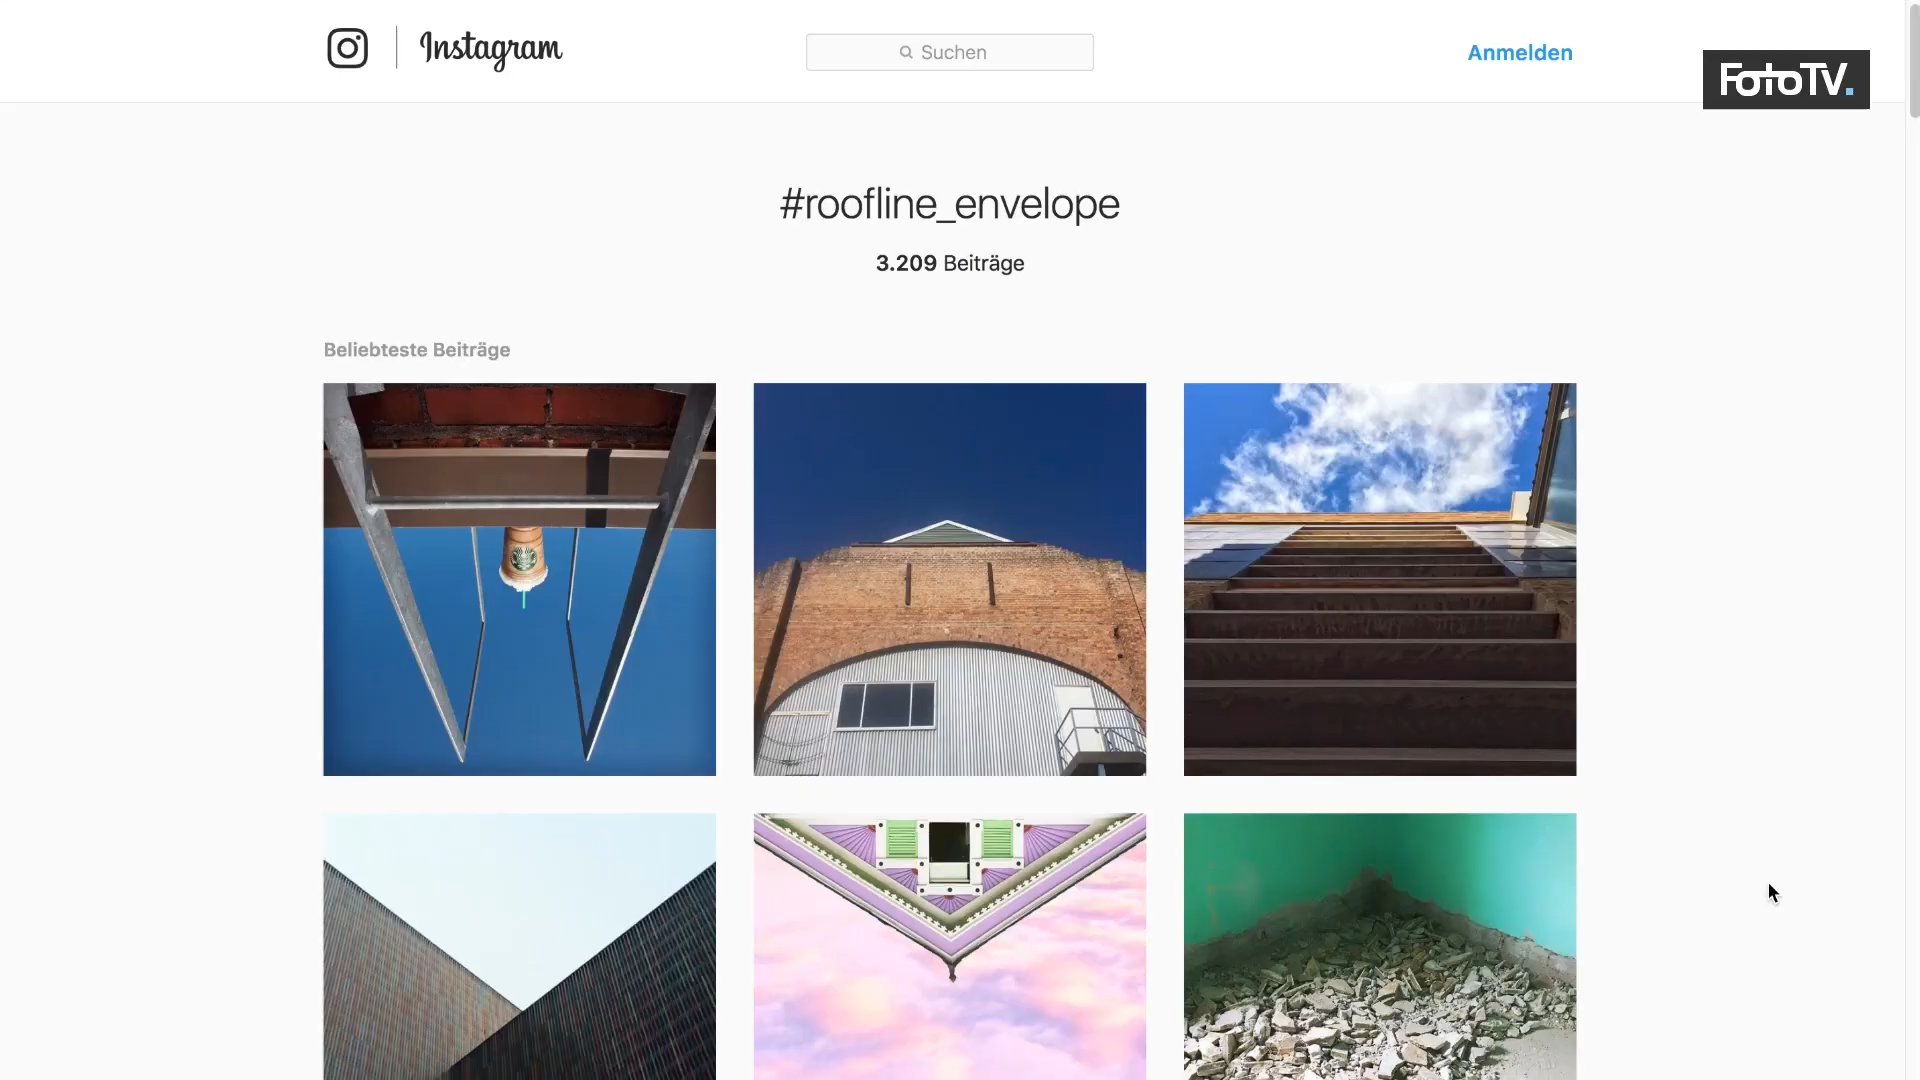 Instagram
Suchen
Anmelden
FotoTV.
#roofline_envelope
3.209 Beiträge
Beliebteste Beiträge